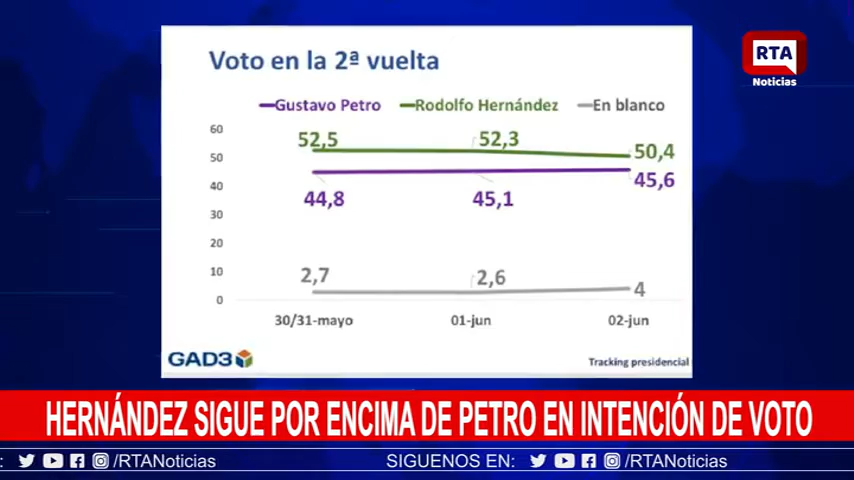 RTA
Noticias
Voto en la 2ª vuelta
Gustavo Petro Rodolfo Hernández En blanco
60
50
40
30
20
10
0
52,5 52,3 50,4
44,8 45,1 45,6
2,7 2,6 4
30/31-mayo 01-jun 02-jun
GAD3
Tracking presidencial
HERNÁNDEZ SIGUE POR ENCIMA DE PETRO EN INTENCIÓN DE VOTO
: /RTANoticias SIGUENOS EN: /RTANoticias